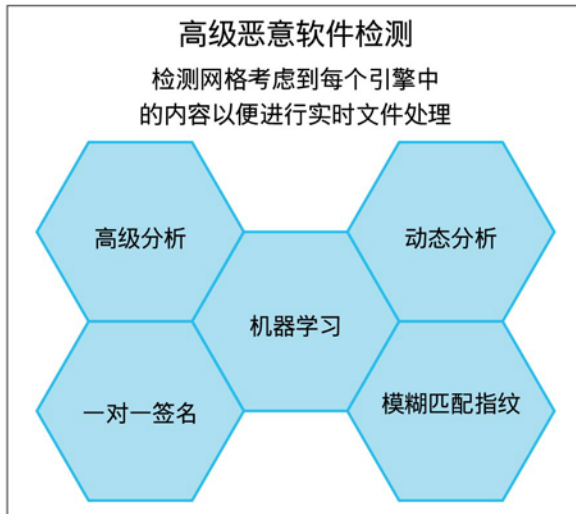 高级恶意软件检测
检测网格考虑到每个引擎中
的内容以便进行实时文件处理
高级分析
动态分析
机器学习
一对一签名
模糊匹配指纹